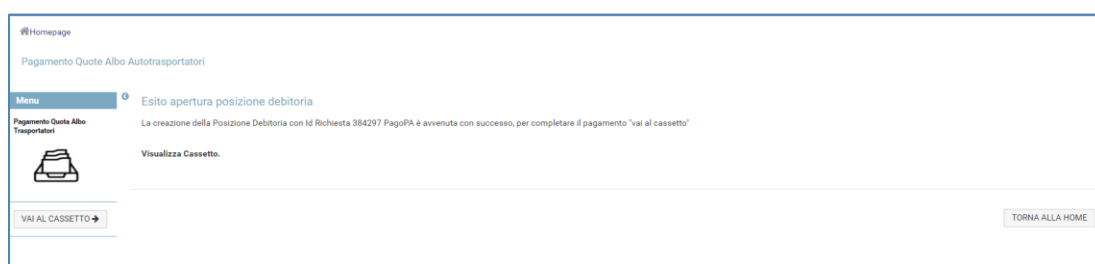 Homepage
Pagamento Quote Albo Autotrasportatori
Menu
Pagamento Quota Albo
Trasportatori
VAI AL CASSETTO
Esito apertura posizione debitoria
La creazione della Posizione Debitoria con Id Richiesta 384297 PagoPA è avvenuta con successo, per completare il pagamento "vai al cassetto"
Visualizza Cassetto.
TORNA ALLA HOME